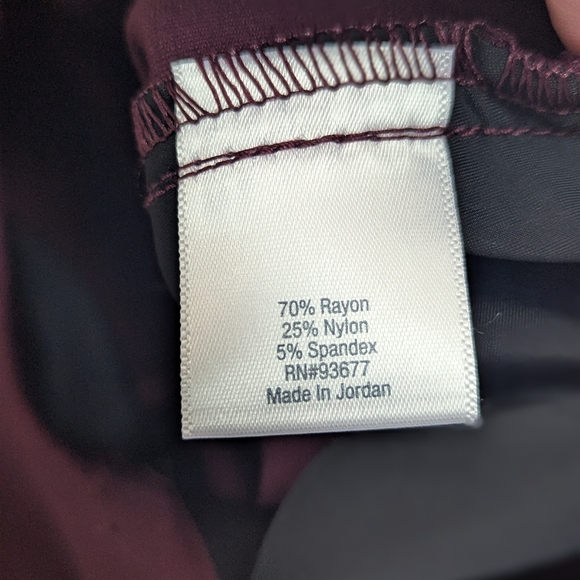 70% Rayon
25% Nylon
5% Spandex
RN#93677
Made In Jordan